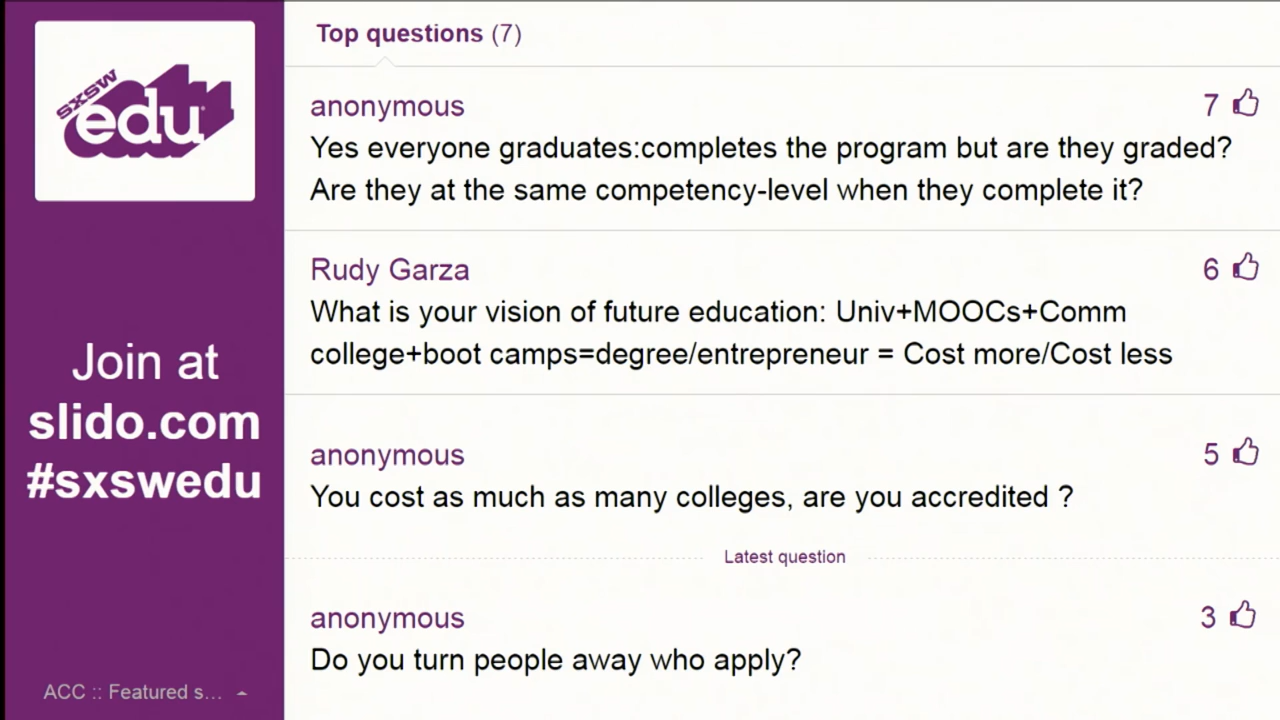 sxsw
edu
Join at
slido.com
#sxswedu
ACC :: Featured s...
Top questions (7)
anonymous
7
Yes everyone graduates:completes the program but are they graded?
Are they at the same competency-level when they complete it?
Rudy Garza
6
What is your vision of future education: Univ+MOOCs+Comm
college+boot camps=degree/entrepreneur = Cost more/Cost less
anonymous
5
You cost as much as many colleges, are you accredited ?
Latest question
anonymous
3
Do you turn people away who apply?